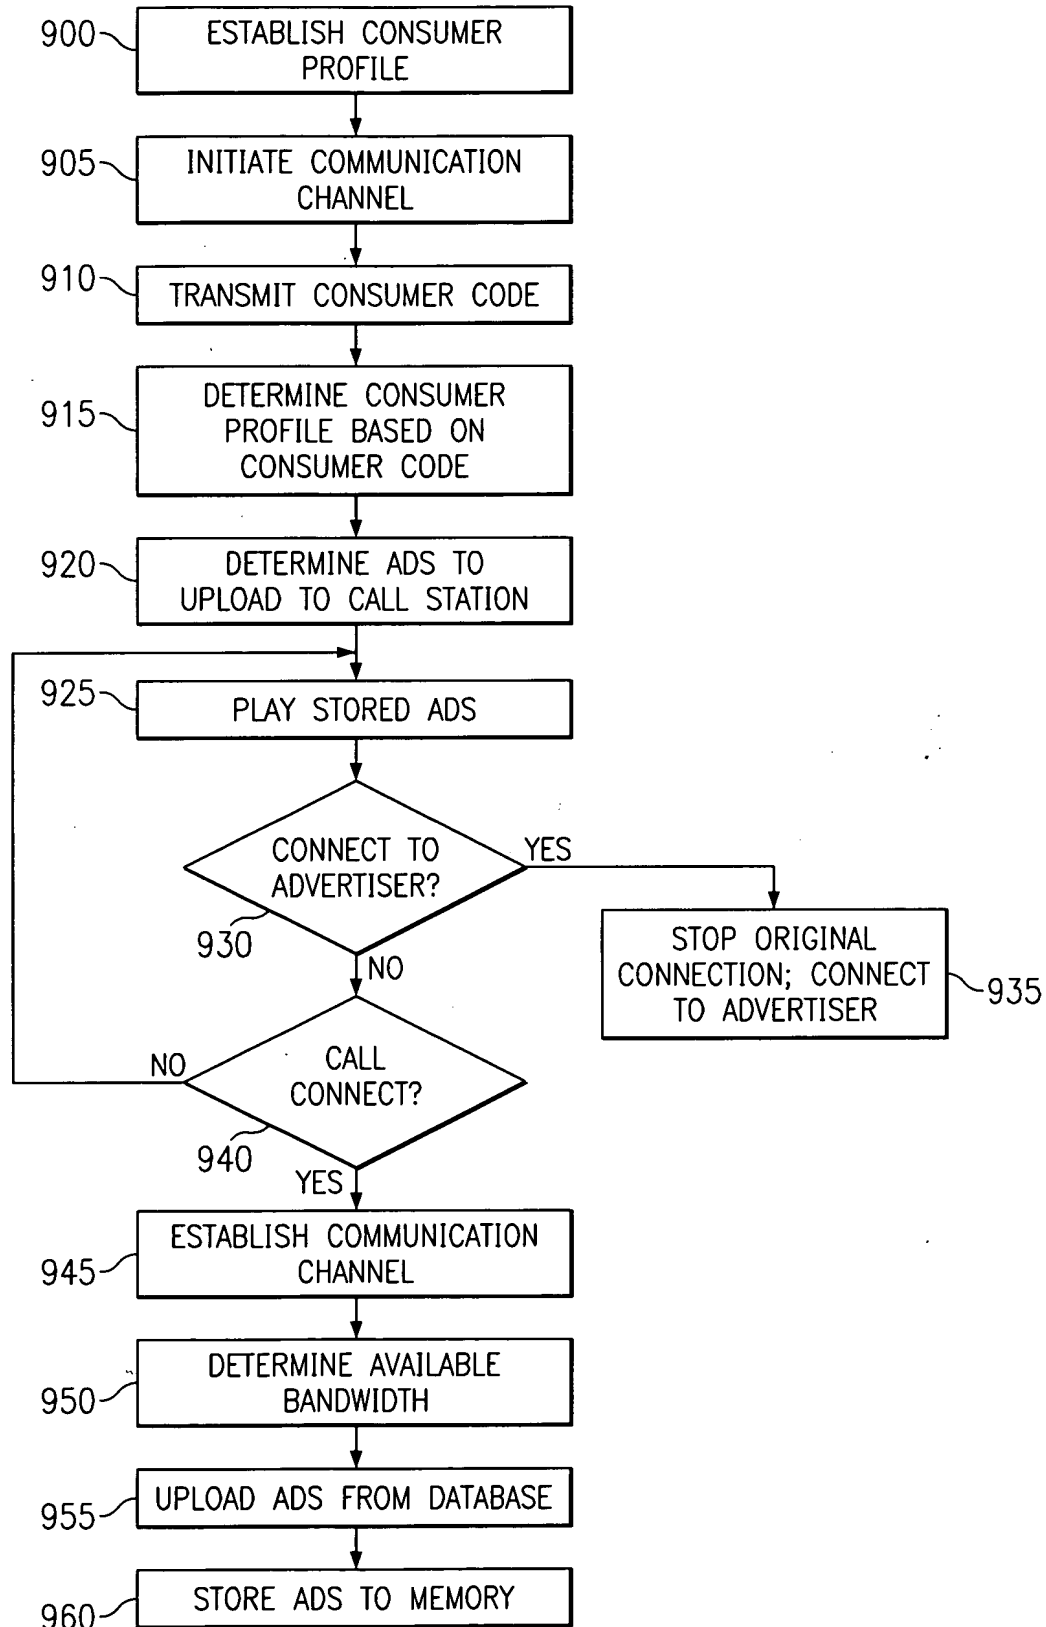 900
ESTABLISH CONSUMER
PROFILE
905
INITIATE COMMUNICATION
CHANNEL
910
TRANSMIT CONSUMER CODE
915
DETERMINE CONSUMER
PROFILE BASED ON
CONSUMER CODE
920
DETERMINE ADS TO
UPLOAD TO CALL STATION
925
PLAY STORED ADS
CONNECT TO
ADVERTISER?
YES
930
NO
STOP ORIGINAL
CONNECTION; CONNECT
TO ADVERTISER
935
CALL
CONNECT?
NO
940
YES
945
ESTABLISH COMMUNICATION
CHANNEL
950
DETERMINE AVAILABLE
BANDWIDTH
955
UPLOAD ADS FROM DATABASE
960
STORE ADS TO MEMORY